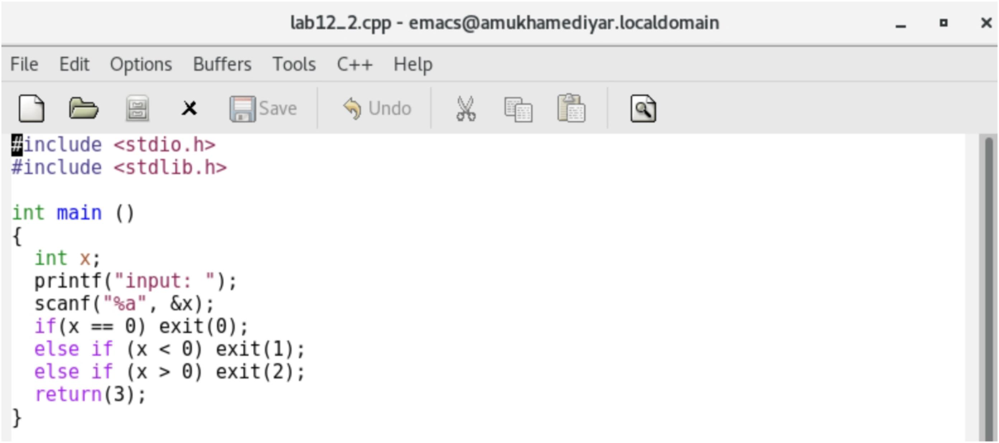 lab12_2.cpp - emacs@amukhamediyar.localdomain
File Edit Options Buffers Tools C++ Help
Save Undo
#include <stdio.h>
#include <stdlib.h>

int main ()
{
  int x;
  printf("input: ");
  scanf("%a", &x);
  if(x == 0) exit(0);
  else if (x < 0) exit(1);
  else if (x > 0) exit(2);
  return(3);
}